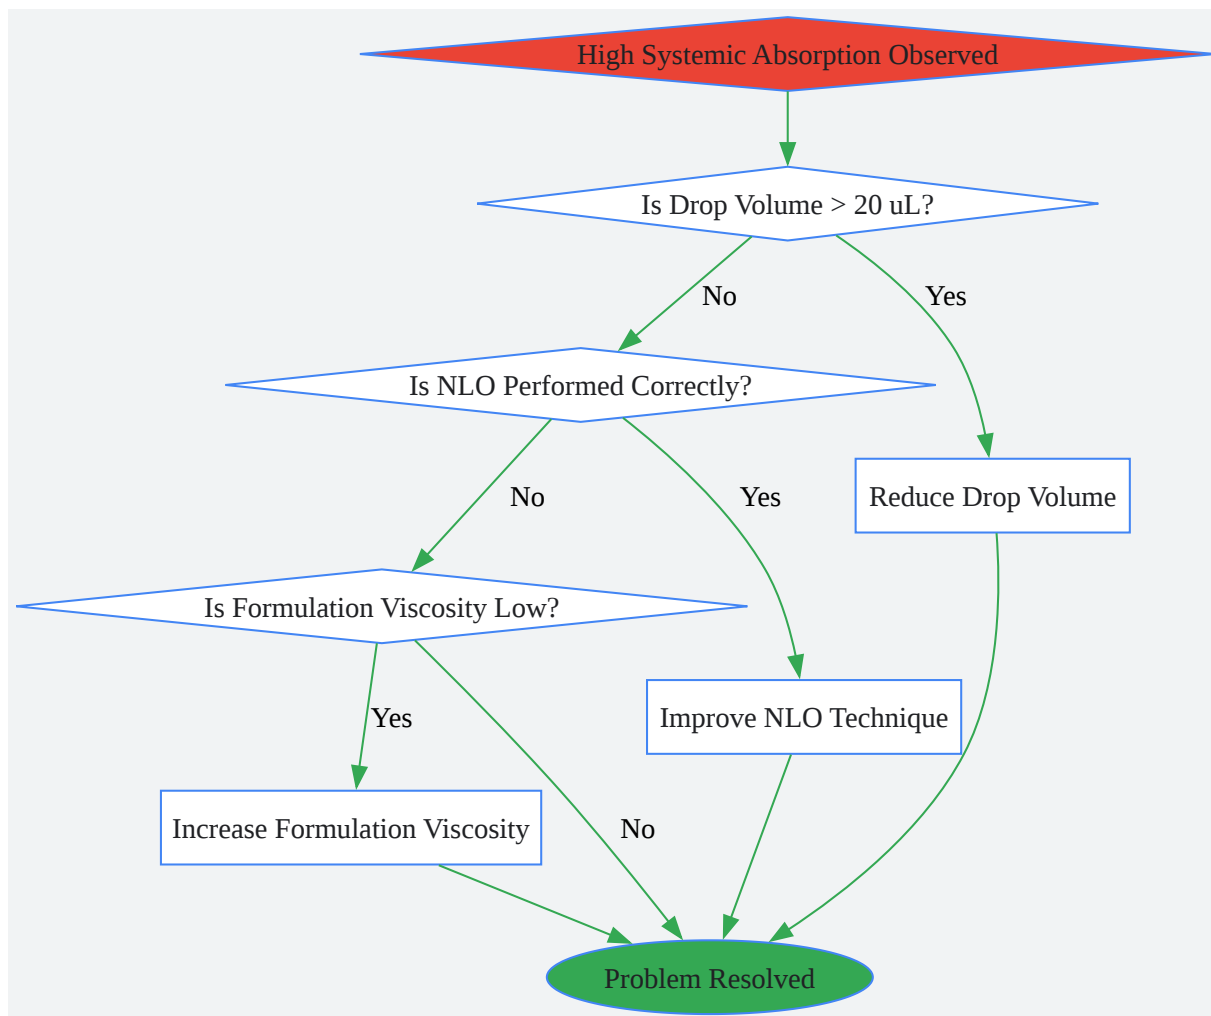 High Systemic Absorption Observed
Is Drop Volume > 20 uL?
No
Yes
Is NLO Performed Correctly?
No
Yes
Reduce Drop Volume
Is Formulation Viscosity Low?
Yes
Improve NLO Technique
Increase Formulation Viscosity
No
Problem Resolved